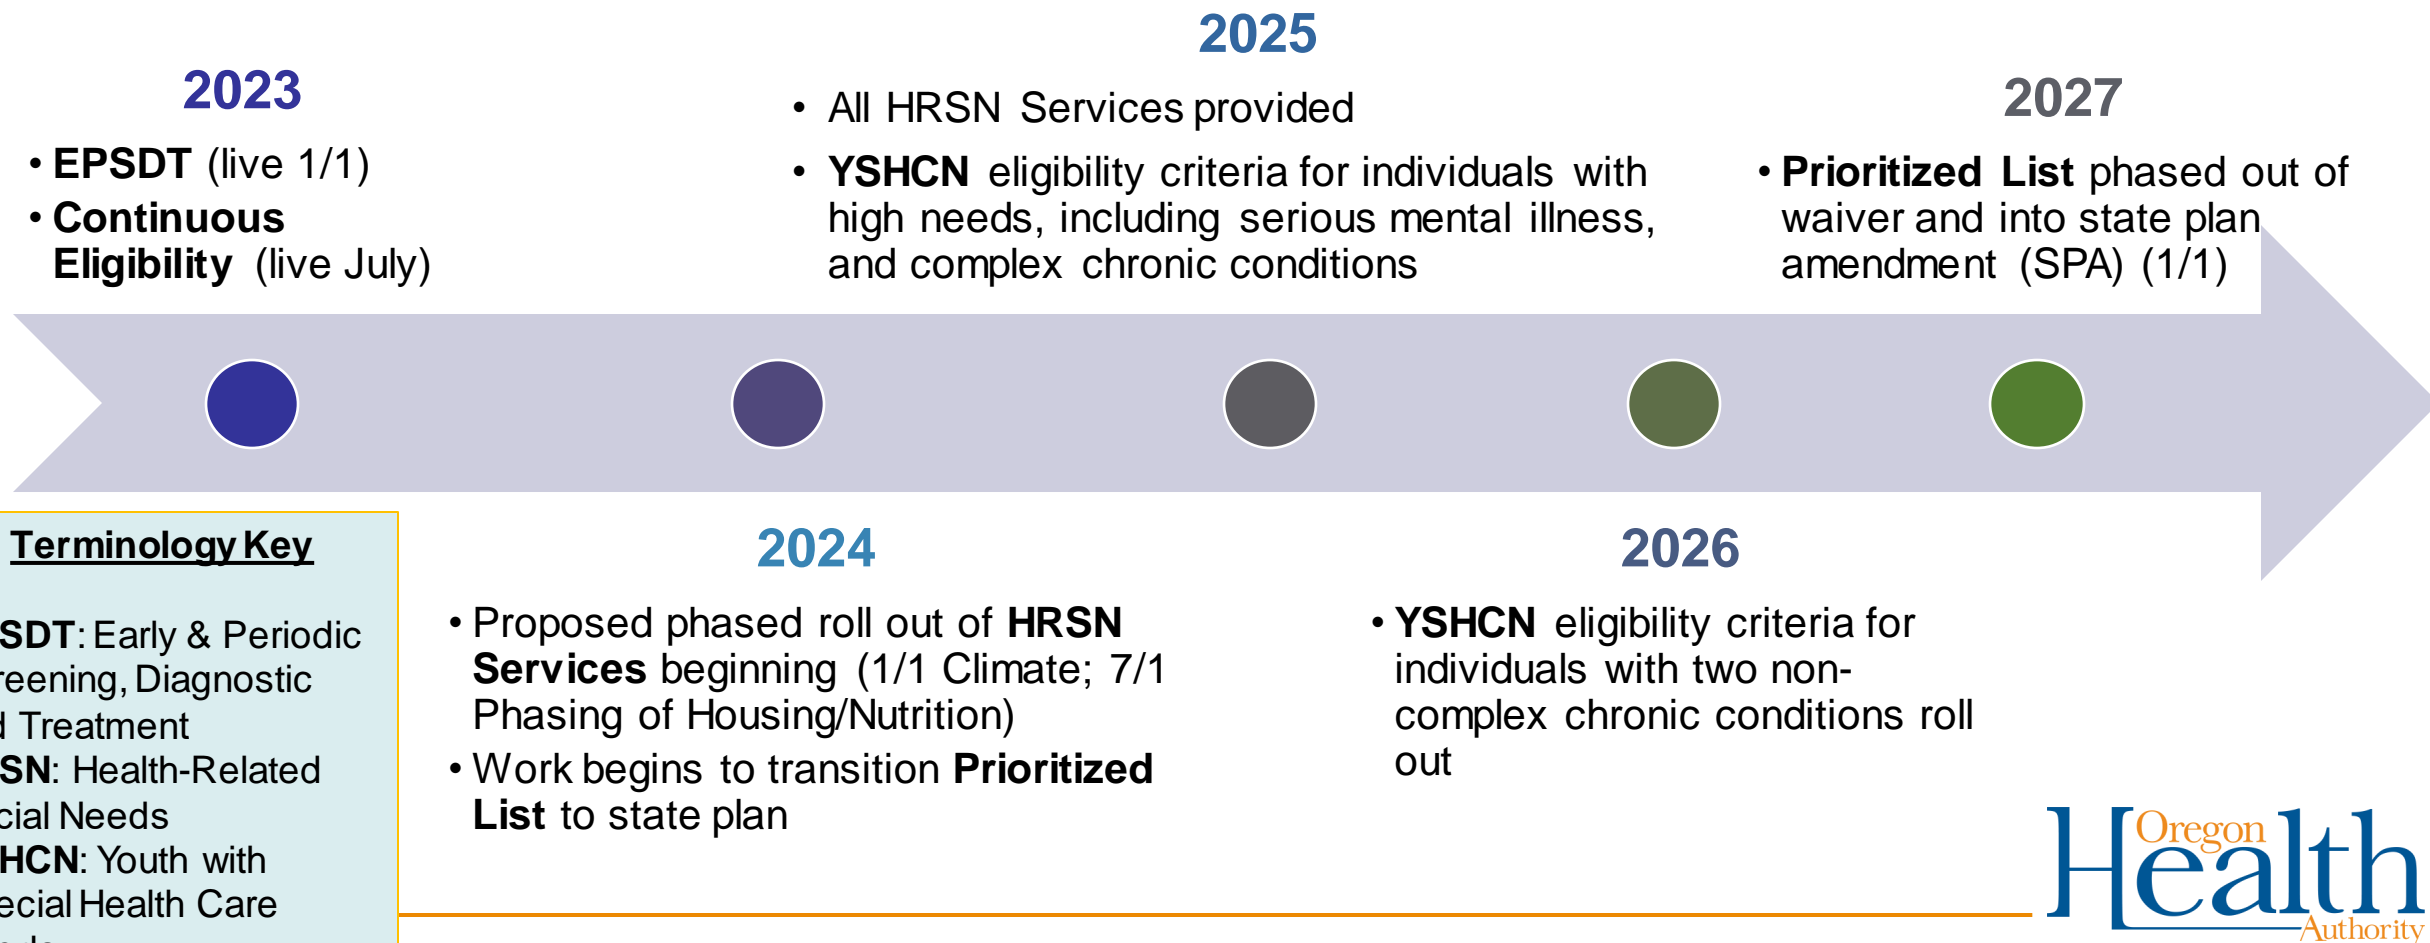 2023
• EPSDT (live 1/1)
• Continuous
Eligibility (live July)
2025
• All HRSN Services provided
• YSHCN eligibility criteria for individuals with
high needs, including serious mental illness,
and complex chronic conditions
2027
• Prioritized List phased out of
waiver and into state plan
amendment (SPA) (1/1)
Terminology Key
SDT: Early & Periodic
reening, Diagnostic
d Treatment
SN: Health-Related
cial Needs
HCN: Youth with
ecial Health Care
2024
• Proposed phased roll out of HRSN
Services beginning (1/1 Climate; 7/1
Phasing of Housing/Nutrition)
• Work begins to transition Prioritized
List to state plan
2026
• YSHCN eligibility criteria for
individuals with two non-
complex chronic conditions roll
out
Oregon
Health
Authority